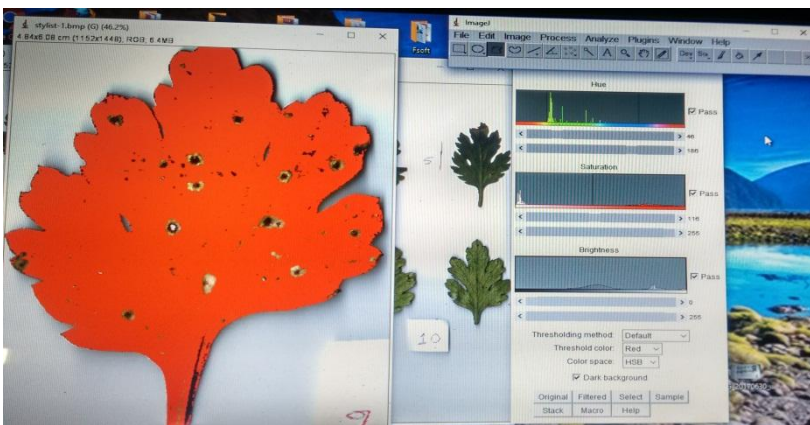 stylist-1.bmp (G) (46.2%)
4.84x6.08 cm (1152x1448); RGB; 6.4MB
Fsoft
ImageJ
File Edit Image Process Analyze Plugins Window Help
Hue
Pass
46
186
Saturation
Pass
116
255
Brightness
Pass
0
255
Thresholding method: Default
Threshold color: Red
Color space: HSB
Dark background
Original Filtered Select Sample
Stack Macro Help
5
10